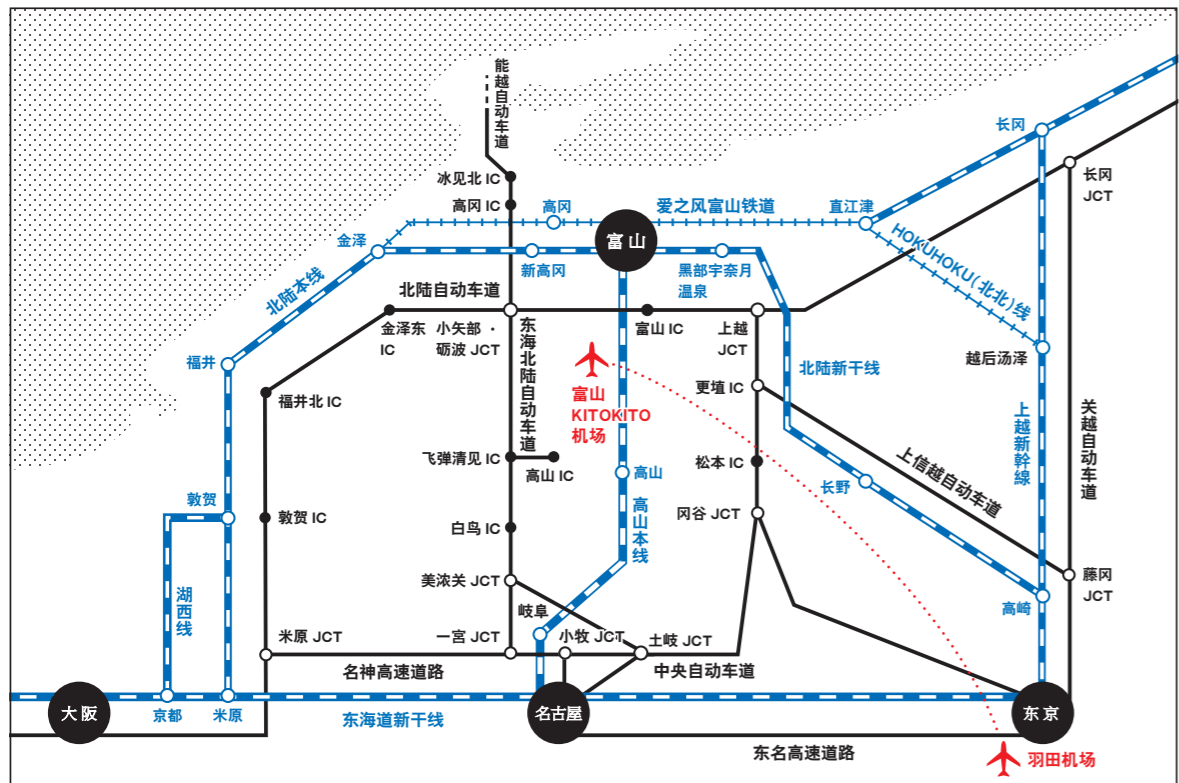 能越自动车道
长冈
长冈
JCT
冰见北 IC
高冈 IC
高冈
爱之风富山铁道
直江津
金泽
富山
新高冈
黑部宇奈月
温泉
HOKUHOKU(北北)线
北陆本线
北陆自动车道
金泽东
IC
小矢部・
砺波 JCT
富山 IC
上越
JCT
越后汤泽
福井
东海北陆自动车道
富山
KITOKITO
机场
北陆新干线
更埴 IC
福井北 IC
上越新幹線
关越自动车道
飞弹清见 IC
高山 IC
高山
松本 IC
长野
上信越自动车道
敦贺
敦贺 IC
白鸟 IC
高山本线
冈谷 JCT
湖西线
美浓关 JCT
岐阜
高崎
藤冈
JCT
米原 JCT
一宫 JCT
小牧 JCT
土岐 JCT
名神高速道路
中央自动车道
大阪
京都
米原
东海道新干线
名古屋
东京
东名高速道路
羽田机场